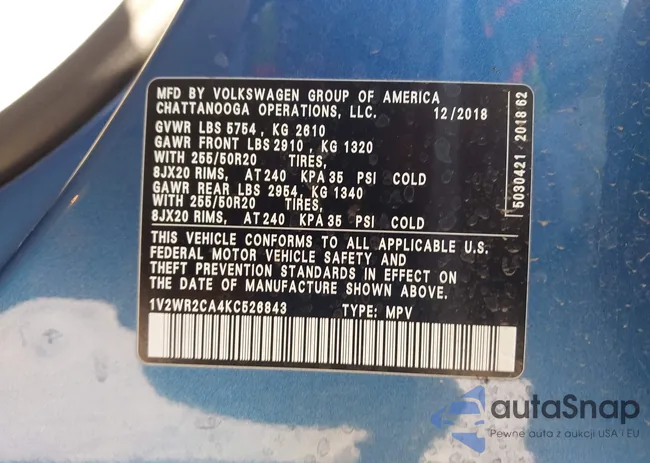 MFD BY VOLKSWAGEN GROUP OF AMERICA
CHATTANOOGA OPERATIONS, LLC. 12/2018
GVWR LBS 5754, KG 2610
GAWR FRONT LBS 2910, KG 1320
WITH 255/50R20 TIRES,
8JX20 RIMS, AT 240 KPA 35 PSI COLD
GAWR REAR LBS 2954, KG 1340
WITH 255/50R20 TIRES,
8JX20 RIMS, AT 240 KPA 35 PSI COLD
THIS VEHICLE CONFORMS TO ALL APPLICABLE U.S.
FEDERAL MOTOR VEHICLE SAFETY AND
THEFT PREVENTION STANDARDS IN EFFECT ON
THE DATE OF MANUFACTURE SHOWN ABOVE.
1V2WR2CA4KC526843 TYPE: MPV
5030421 2018 62
autaSnap
Pewne auta z aukcji USA i EU